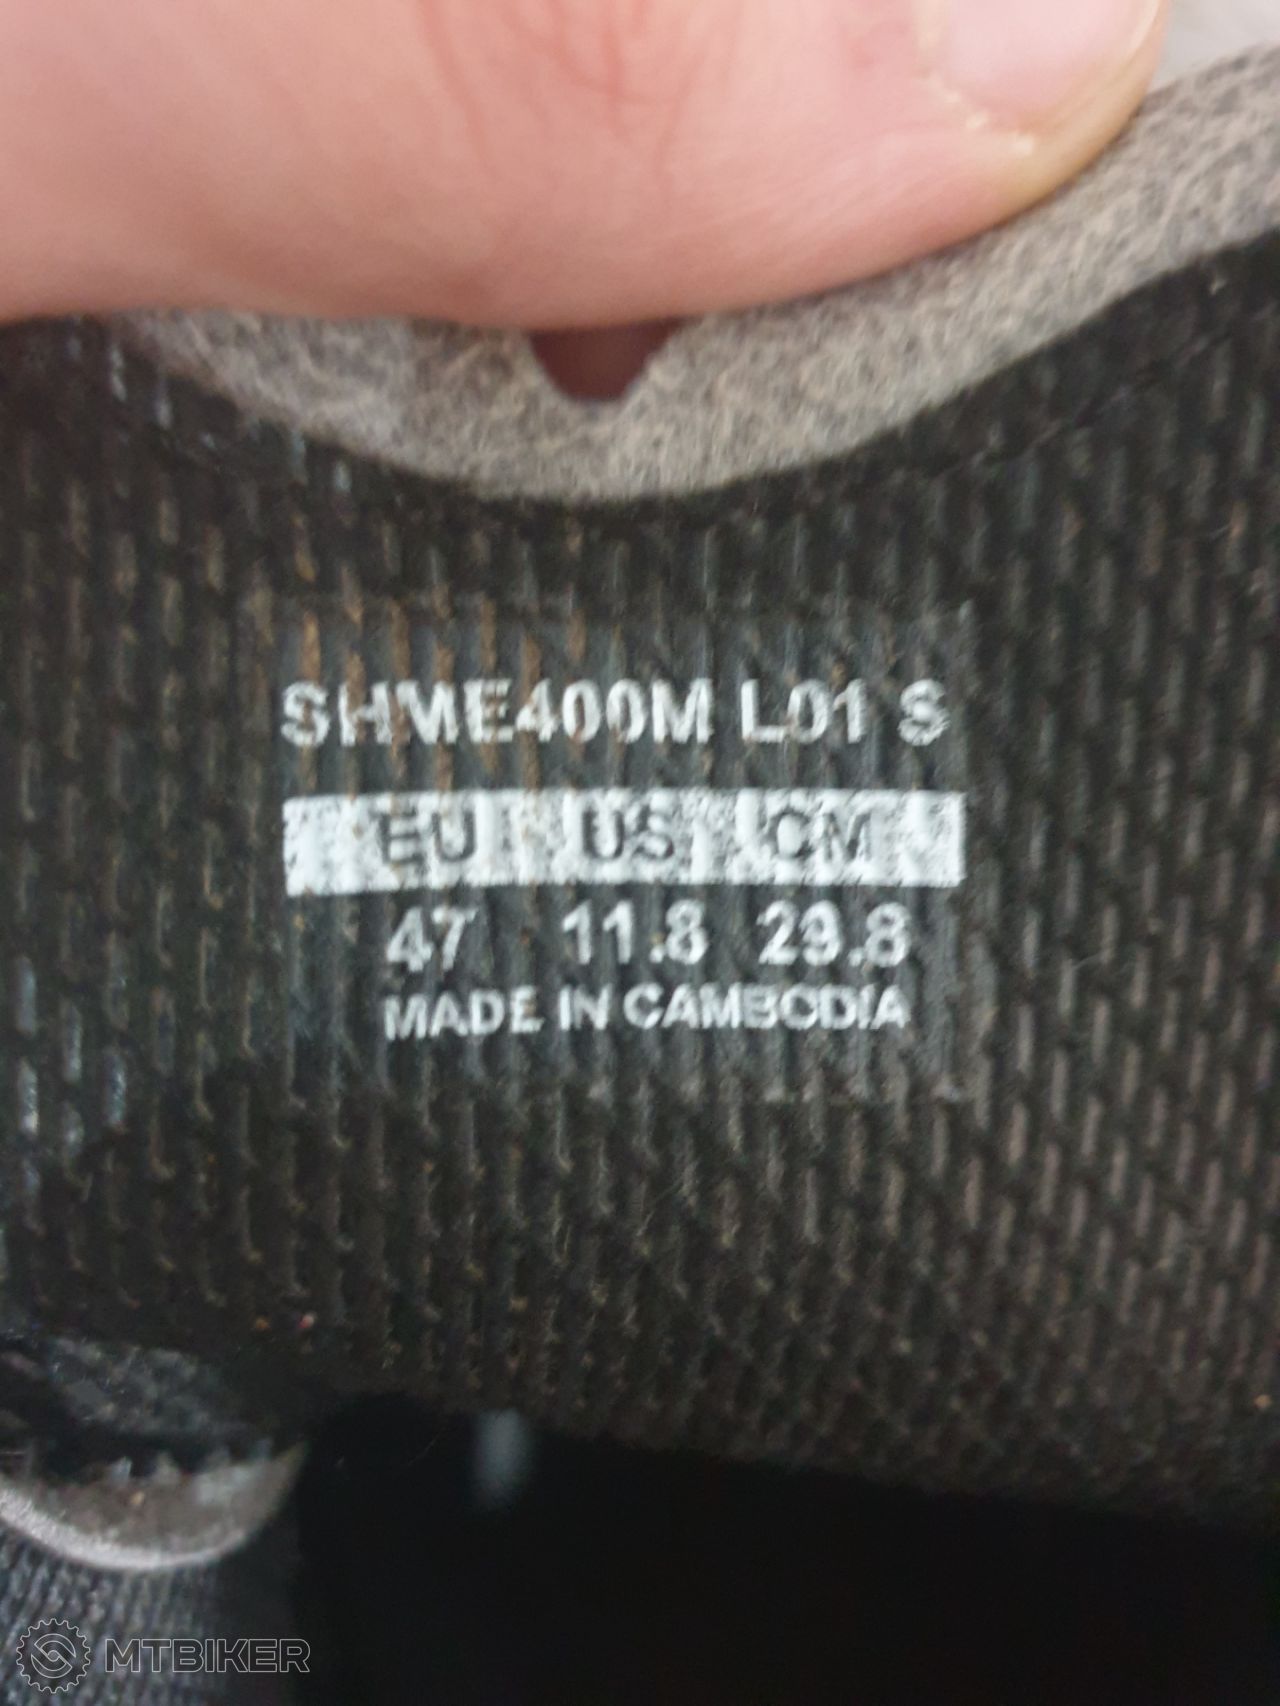 SHME400M L01 S
EU US CM
47 11.8 29.8
MADE IN CAMBODIA
MTBIKER